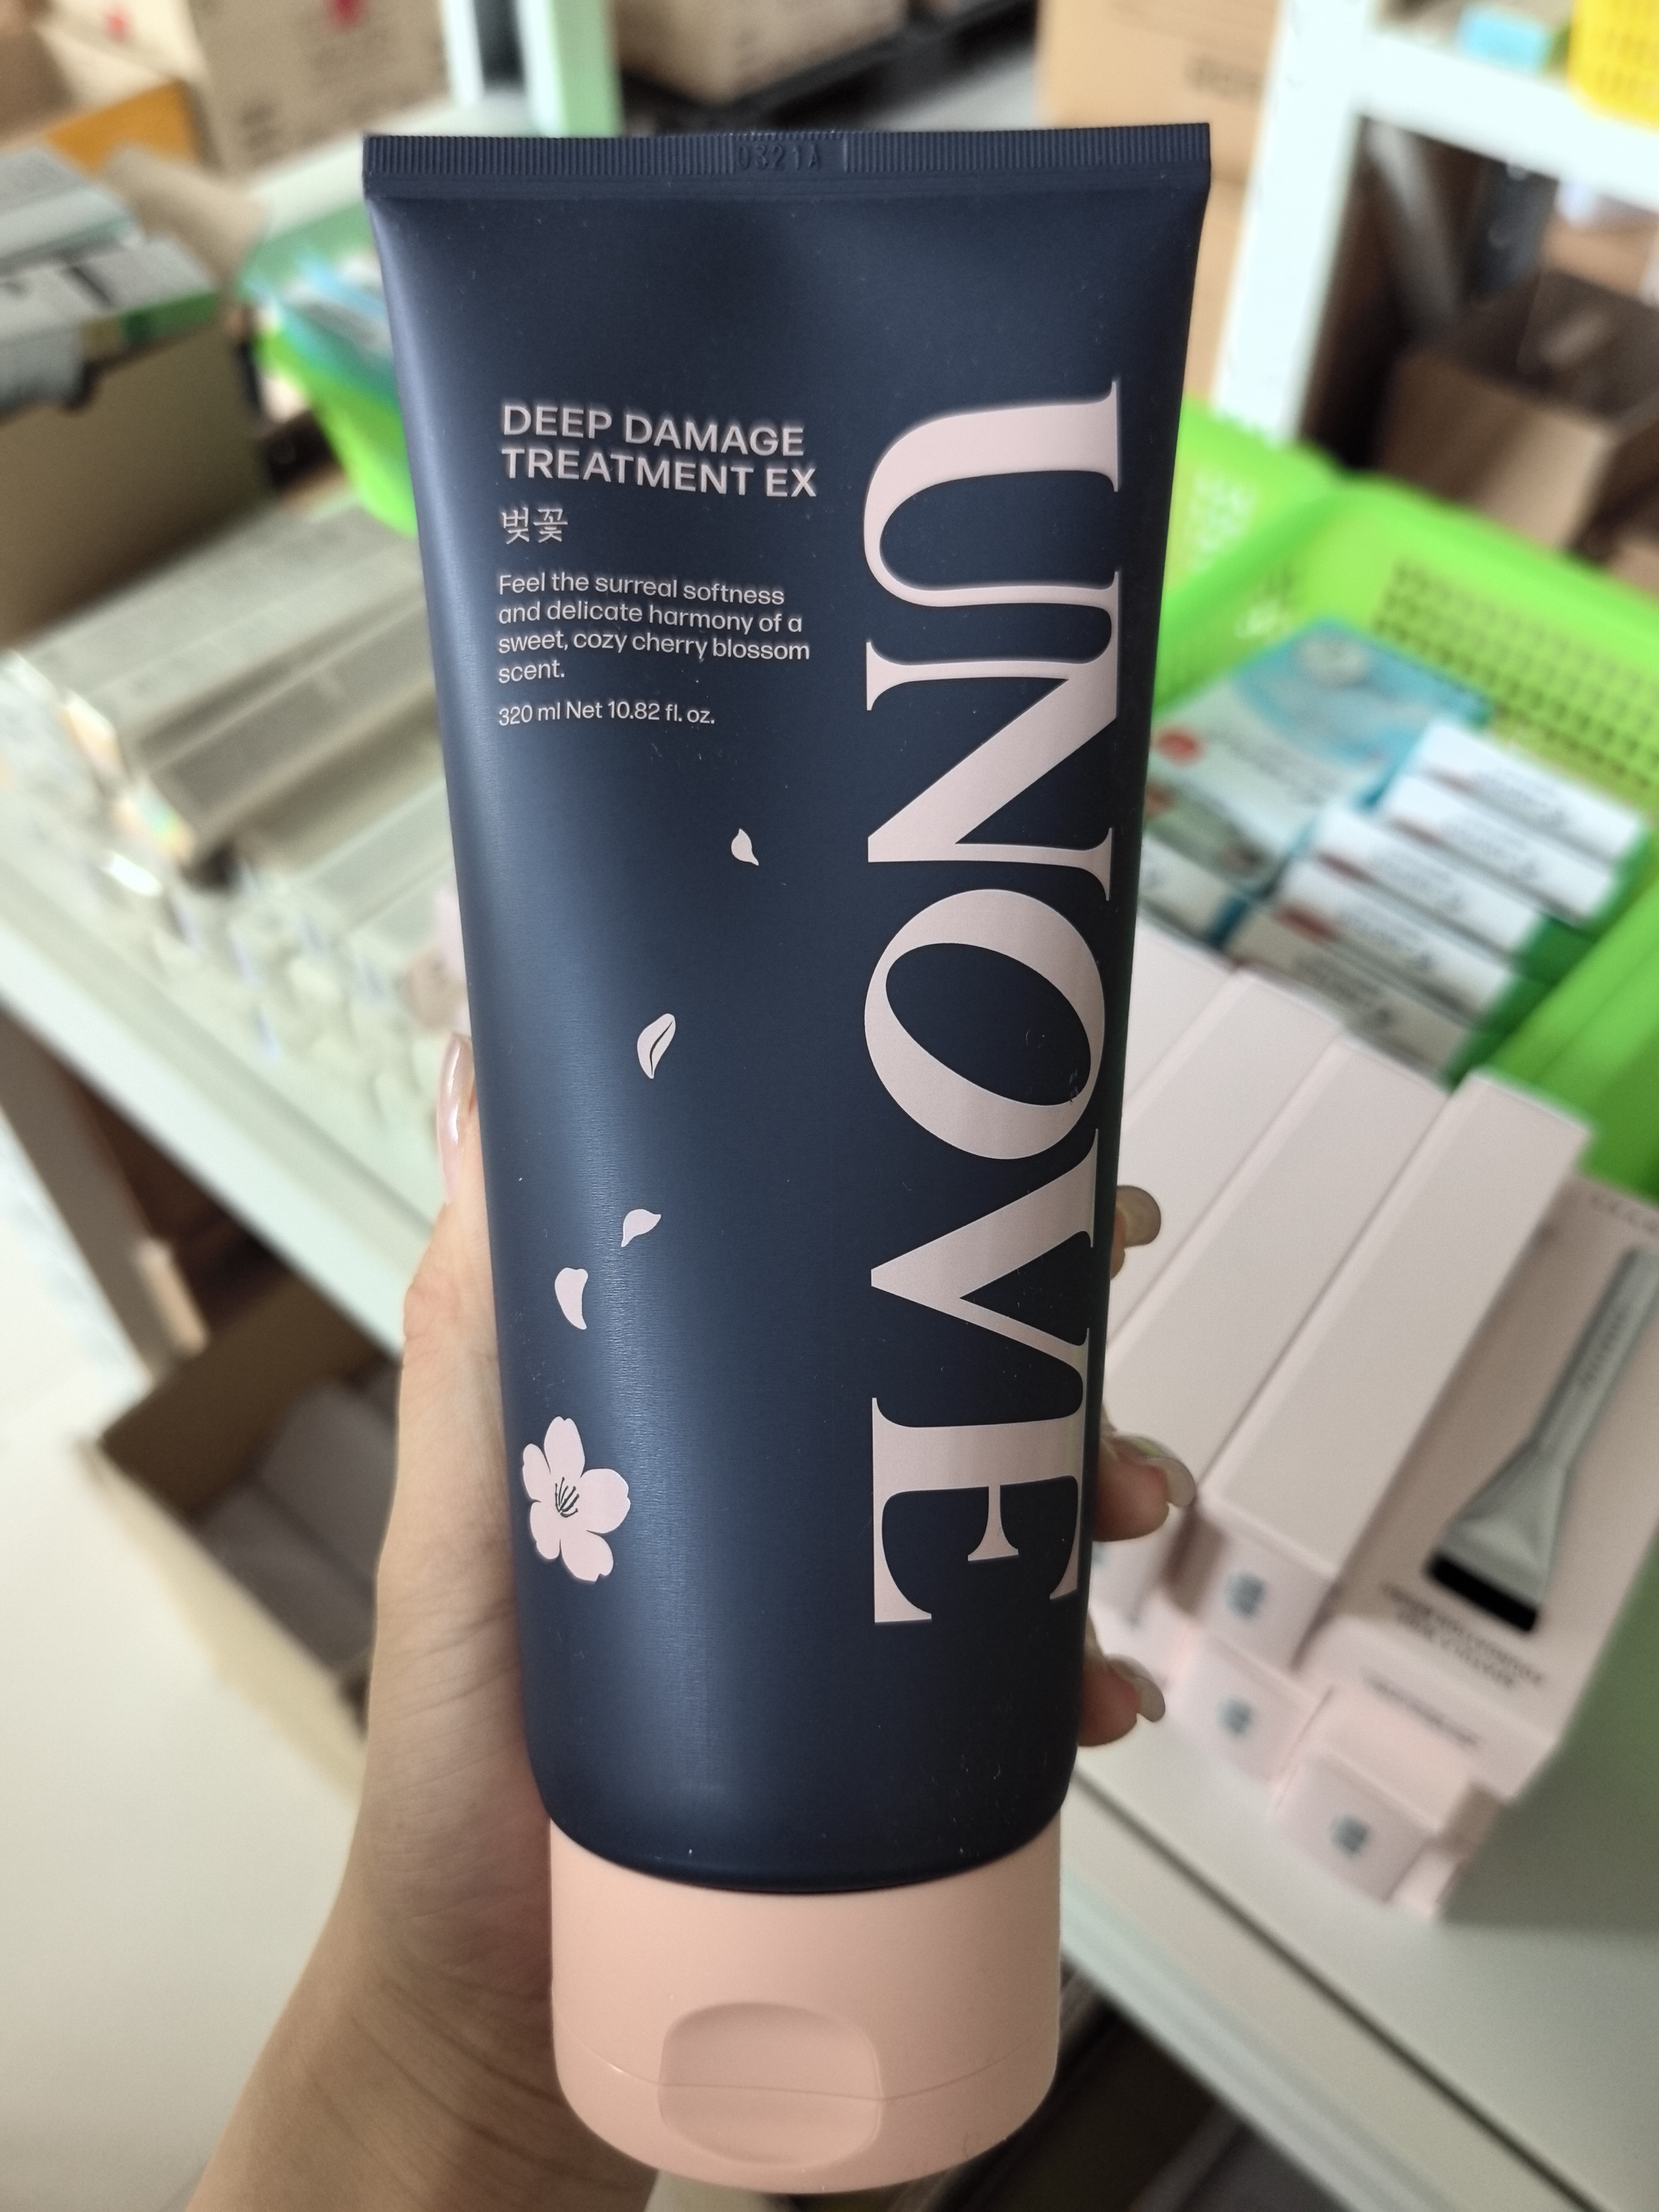 0321A
DEEP DAMAGE
TREATMENT EX
벚꽃
Feel the surreal softness
and delicate harmony of a
sweet, cozy cherry blossom
scent.
320 ml Net 10.82 fl. oz.
UNOVE